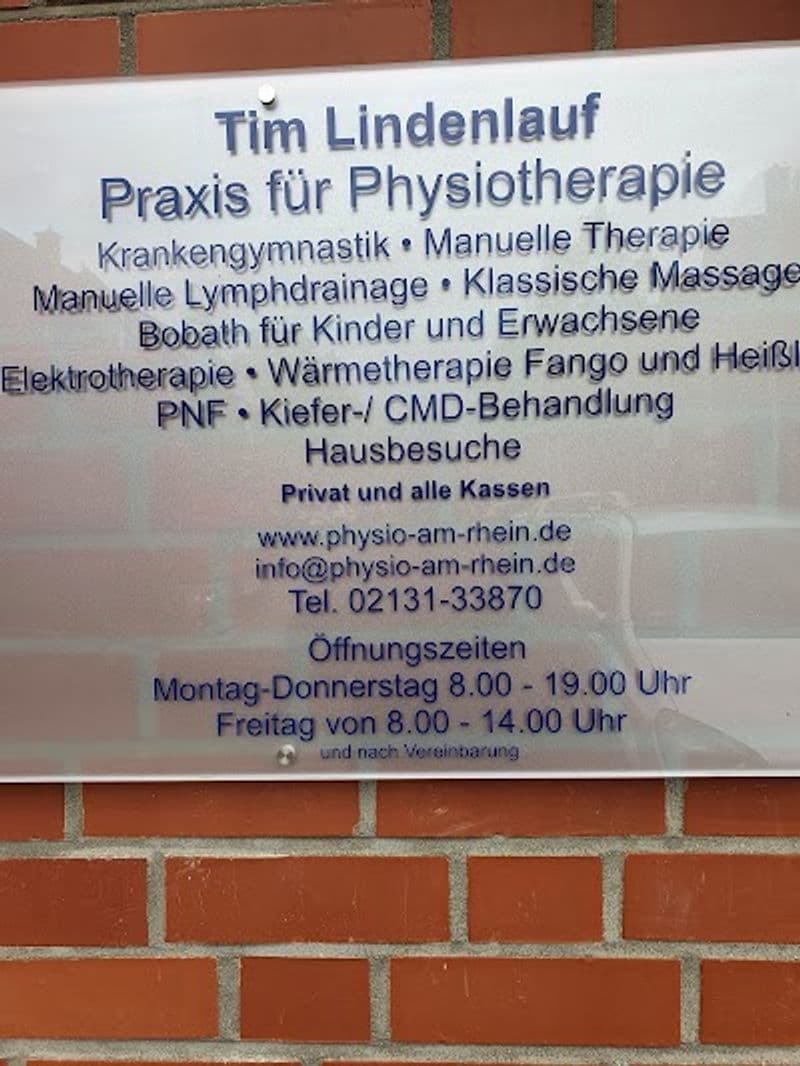 Tim Lindenlauf
Praxis für Physiotherapie
Krankengymnastik • Manuelle Therapie
Manuelle Lymphdrainage • Klassische Massage
Bobath für Kinder und Erwachsene
Elektrotherapie • Wärmetherapie Fango und
PNF • Kiefer-/ CMD-Behandlung
Hausbesuche
Privat und alle Kassen
www.physio-am-rhein.de
info@physio-am-rhein.de
Tel. 02131-33870
Öffnungszeiten
Montag-Donnerstag 8.00 - 19.00 Uhr
Freitag von 8.00 - 14.00 Uhr
und nach Vereinbarung